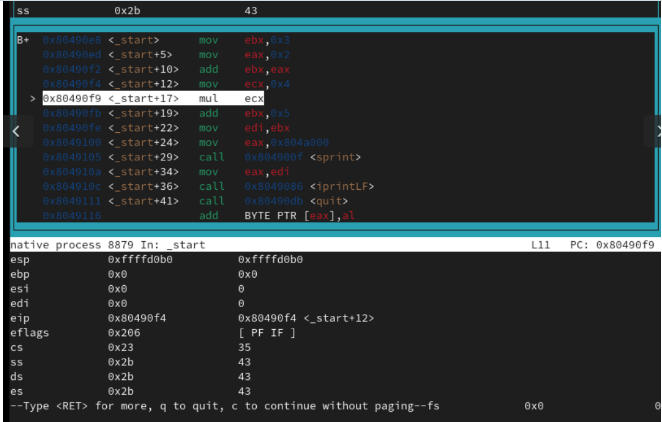 ss 0x2b 43
B+ 0x80490e8 <_start> mov ebx,0x3
0x80490ed <_start+5> mov eax,0x2
0x80490f2 <_start+10> add ebx,eax
0x80490f4 <_start+12> mov ecx,0x4
> 0x80490f9 <_start+17> mul ecx
0x80490fb <_start+19> add ebx,0x5
0x80490fe <_start+22> mov edi,ebx
0x8049100 <_start+24> mov eax,0x804a000
0x8049105 <_start+29> call 0x804900f <sprint>
0x804910a <_start+34> mov eax,edi
0x804910c <_start+36> call 0x8049086 <iprintLF>
0x8049111 <_start+41> call 0x80490db <quit>
0x8049116 add BYTE PTR [eax],al
native process 8879 In: _start L11 PC: 0x80490f9
esp 0xffffd0b0 0xffffd0b0
ebp 0x0 0x0
esi 0x0 0
edi 0x0 0
eip 0x80490f4 0x80490f4 <_start+12>
eflags 0x206 [ PF IF ]
cs 0x23 35
ss 0x2b 43
ds 0x2b 43
es 0x2b 43
--Type <RET> for more, q to quit, c to continue without paging--fs 0x0 0